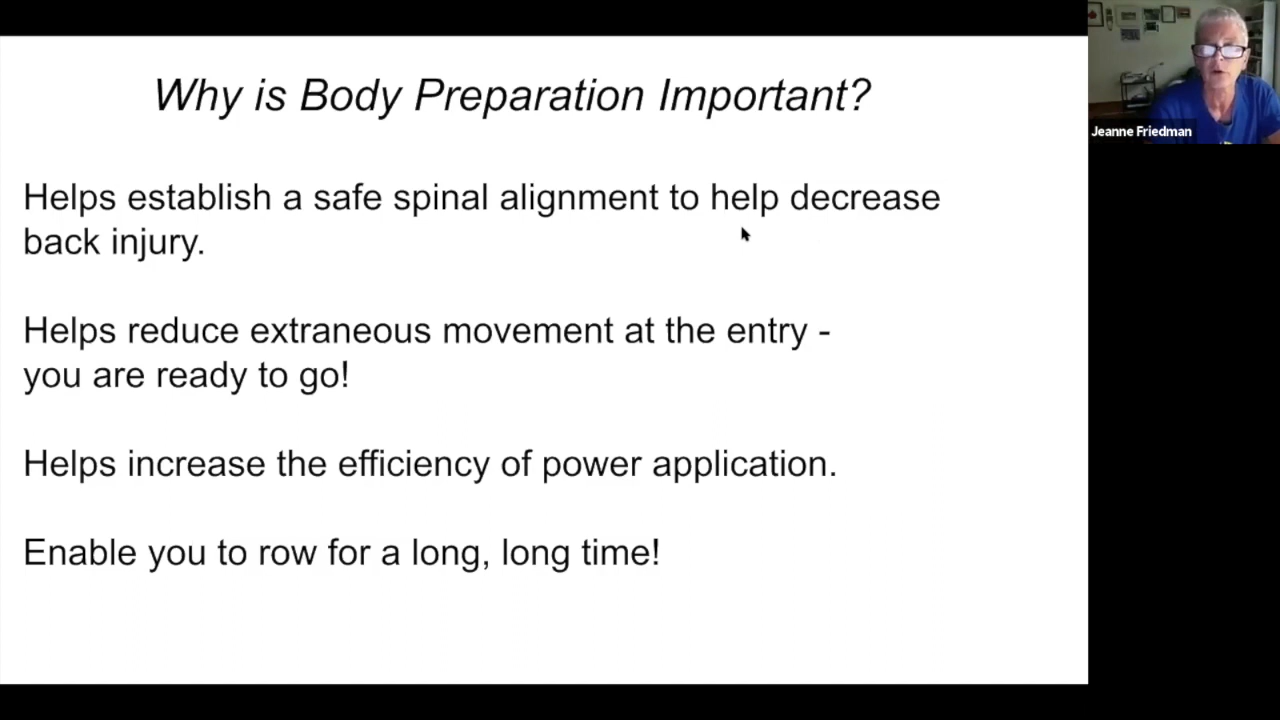 Why is Body Preparation Important?
Helps establish a safe spinal alignment to help decrease
back injury.
Helps reduce extraneous movement at the entry -
you are ready to go!
Helps increase the efficiency of power application.
Enable you to row for a long, long time!
Jeanne Friedman